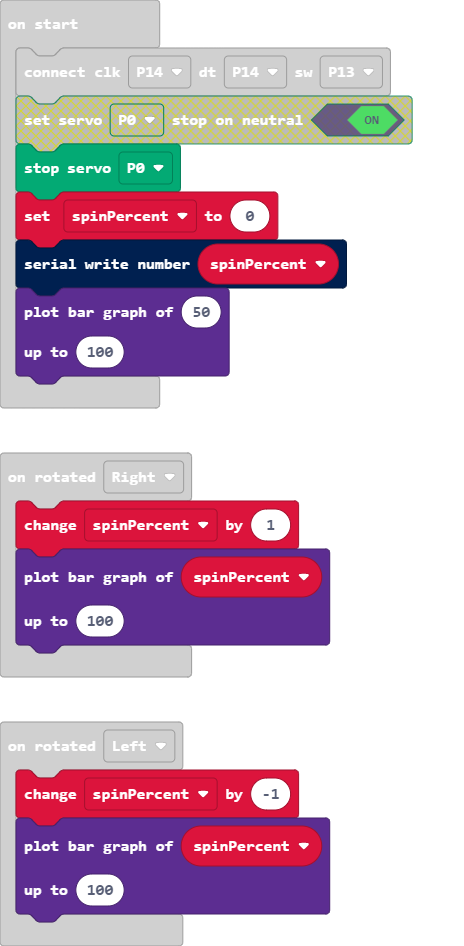 on start
connect clk P14 dt P14 sw P13
set servo P0 stop on neutral ON
stop servo P0
set spinPercent to 0
serial write number spinPercent
plot bar graph of 50
up to 100
on rotated Right
change spinPercent by 1
plot bar graph of spinPercent
up to 100
on rotated Left
change spinPercent by -1
plot bar graph of spinPercent
up to 100